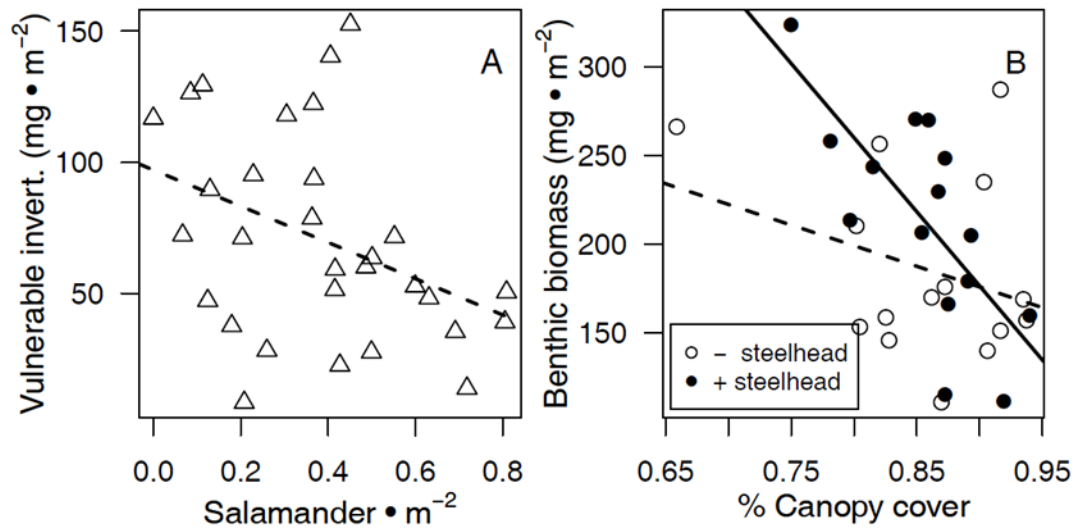 Vulnerable invert. (mg • m⁻²)
150
100
50
A
0.0 0.2 0.4 0.6 0.8
Salamander • m⁻²
Benthic biomass (mg • m⁻²)
300
250
200
150
B
– steelhead
+ steelhead
0.65 0.75 0.85 0.95
% Canopy cover